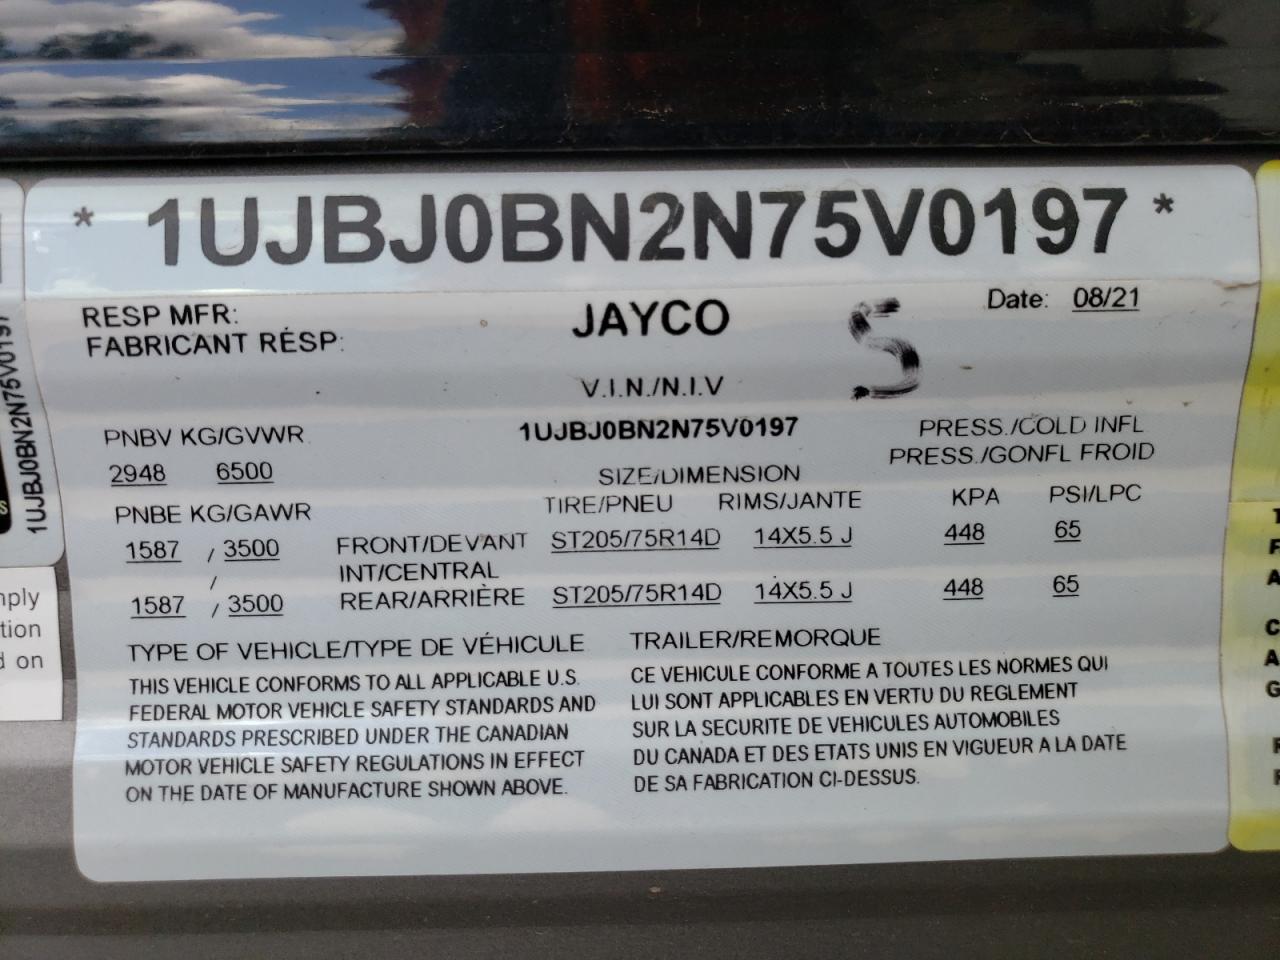 * 1UJBJ0BN2N75V0197 *
RESP MFR:
FABRICANT RÉSP:
JAYCO
S
Date: 08/21
V.I.N./N.I.V
1UJBJ0BN2N75V0197
PNBV KG/GVWR
2948 6500
PRESS./COLD INFL
PRESS./GONFL FROID
SIZE/DIMENSION
TIRE/PNEU RIMS/JANTE KPA PSI/LPC
PNBE KG/GAWR
1587 / 3500 FRONT/DEVANT ST205/75R14D 14X5.5 J 448 65
/ INT/CENTRAL
1587 / 3500 REAR/ARRIÈRE ST205/75R14D 14X5.5 J 448 65
TYPE OF VEHICLE/TYPE DE VÉHICULE TRAILER/REMORQUE
THIS VEHICLE CONFORMS TO ALL APPLICABLE U.S.
FEDERAL MOTOR VEHICLE SAFETY STANDARDS AND
STANDARDS PRESCRIBED UNDER THE CANADIAN
MOTOR VEHICLE SAFETY REGULATIONS IN EFFECT
ON THE DATE OF MANUFACTURE SHOWN ABOVE.
CE VEHICULE CONFORME A TOUTES LES NORMES QUI
LUI SONT APPLICABLES EN VERTU DU REGLEMENT
SUR LA SECURITE DE VEHICULES AUTOMOBILES
DU CANADA ET DES ETATS UNIS EN VIGUEUR A LA DATE
DE SA FABRICATION CI-DESSUS.
1UJBJ0BN2N75V0197
d on